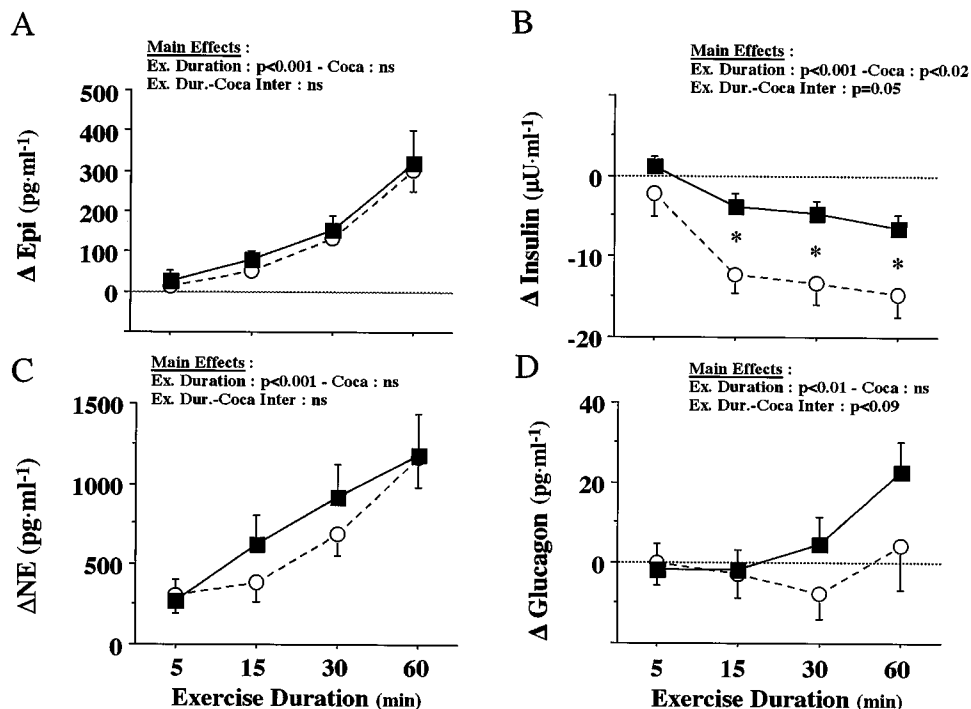 A
Main Effects :
Ex. Duration : p<0.001 - Coca : ns
Ex. Dur.-Coca Inter : ns
500
400
300
200
100
0
Δ Epi (pg·ml-1)
B
Main Effects :
Ex. Duration : p<0.001 -Coca : p<0.02
Ex. Dur.-Coca Inter : p=0.05
0
-10
-20
Δ Insulin (μU·ml-1)
*
*
*
C
Main Effects :
Ex. Duration : p<0.001 - Coca : ns
Ex. Dur.-Coca Inter : ns
1500
1000
500
0
ΔNE (pg·ml-1)
5 15 30 60
Exercise Duration (min)
D
Main Effects :
Ex. Duration : p<0.01 - Coca : ns
Ex. Dur.-Coca Inter : p<0.09
40
20
0
Δ Glucagon (pg·ml-1)
5 15 30 60
Exercise Duration (min)